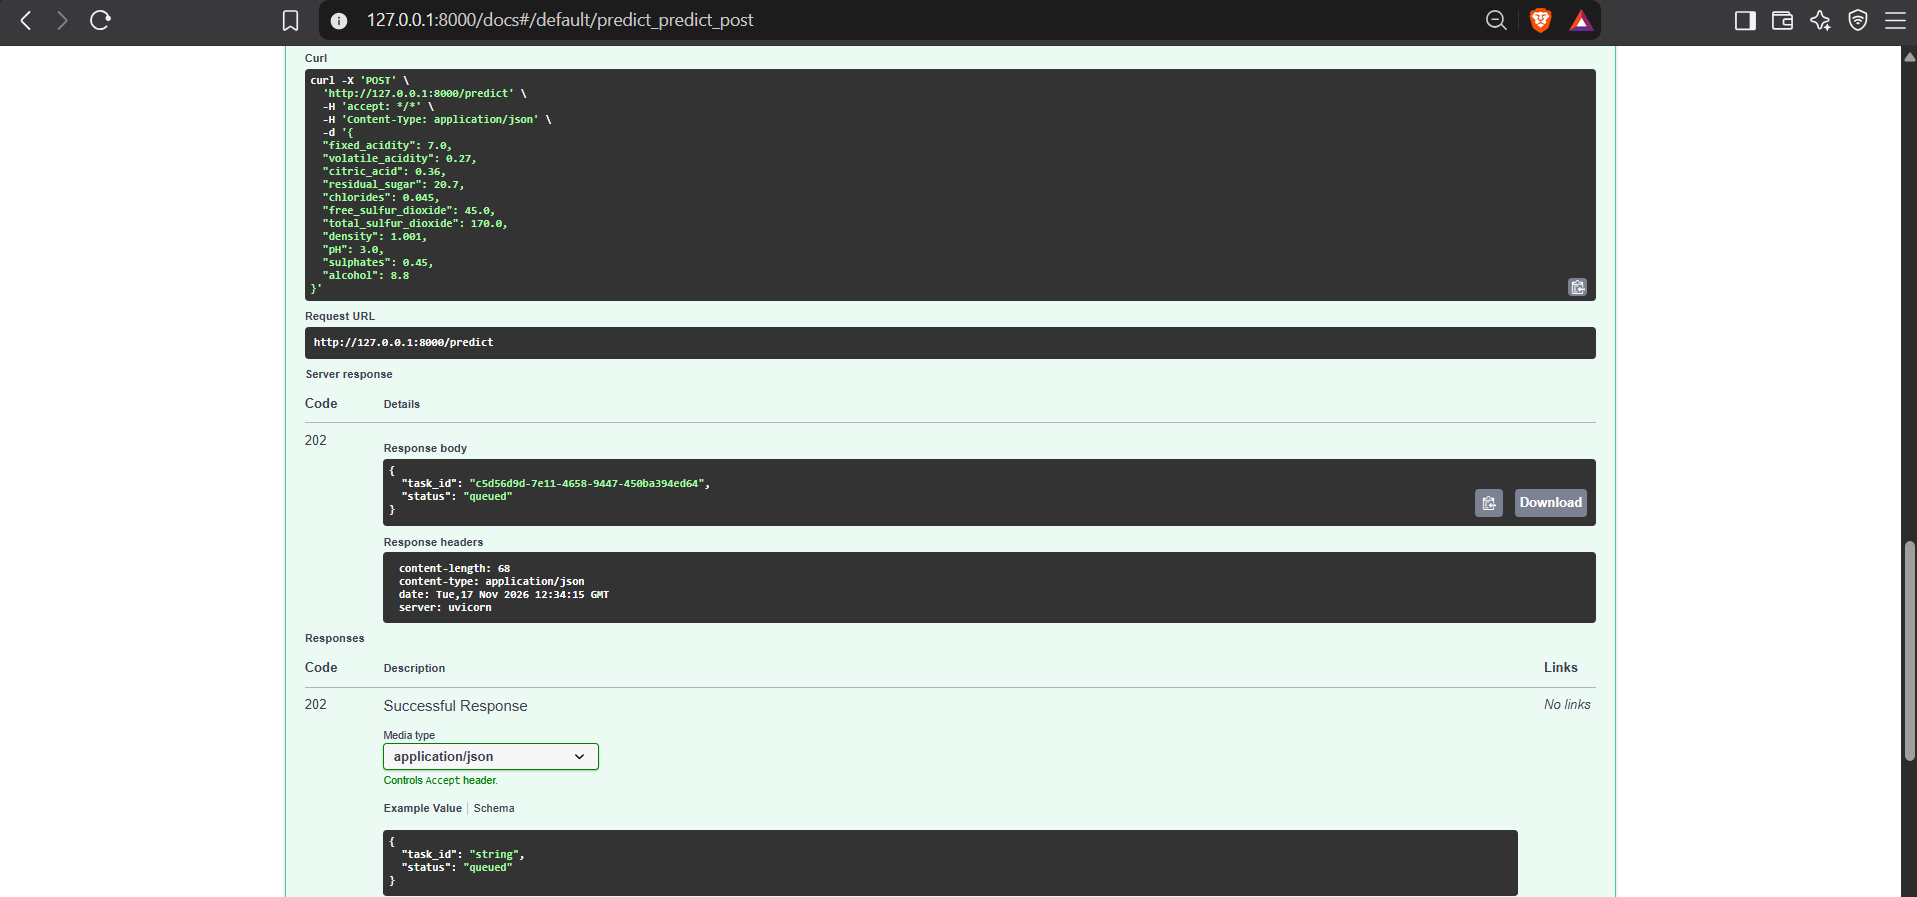 127.0.0.1:8000/docs#/default/predict_predict_post
Curl
curl -X 'POST' \
'http://127.0.0.1:8000/predict' \
-H 'accept: */*' \
-H 'Content-Type: application/json' \
-d '{
"fixed_acidity": 7.0,
"volatile_acidity": 0.27,
"citric_acid": 0.36,
"residual_sugar": 20.7,
"chlorides": 0.045,
"free_sulfur_dioxide": 45.0,
"total_sulfur_dioxide": 170.0,
"density": 1.001,
"pH": 3.0,
"sulphates": 0.45,
"alcohol": 8.8
}'
Request URL
http://127.0.0.1:8000/predict
Server response
Code Details
202
Response body
{
"task_id": "c5d56d9d-7e11-4658-9447-450ba394ed64",
"status": "queued"
}
Download
Response headers
content-length: 68
content-type: application/json
date: Tue,17 Nov 2026 12:34:15 GMT
server: uvicorn
Responses
Code Description Links
202 Successful Response No links
Media type
application/json
Controls Accept header.
Example Value Schema
{
"task_id": "string",
"status": "queued"
}